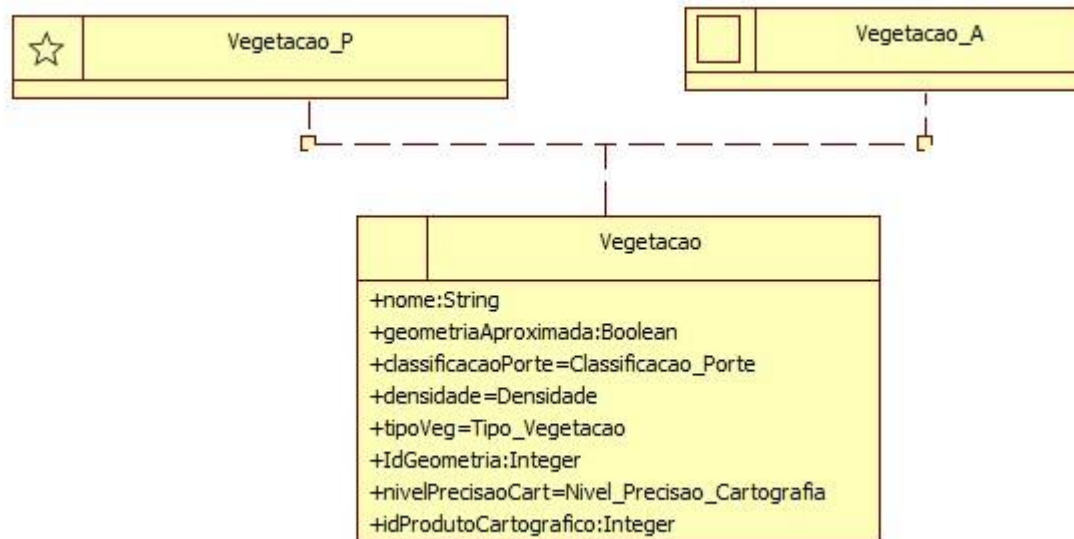 Vegetacao_P
Vegetacao_A
Vegetacao
+nome:String
+geometriaAproximada:Boolean
+classificacaoPorte=Classificacao_Porte
+densidade=Densidade
+tipoVeg=Tipo_Vegetacao
+IdGeometria:Integer
+nivelPrecisaoCart=Nivel_Precisao_Cartografia
+idProdutoCartografico:Integer